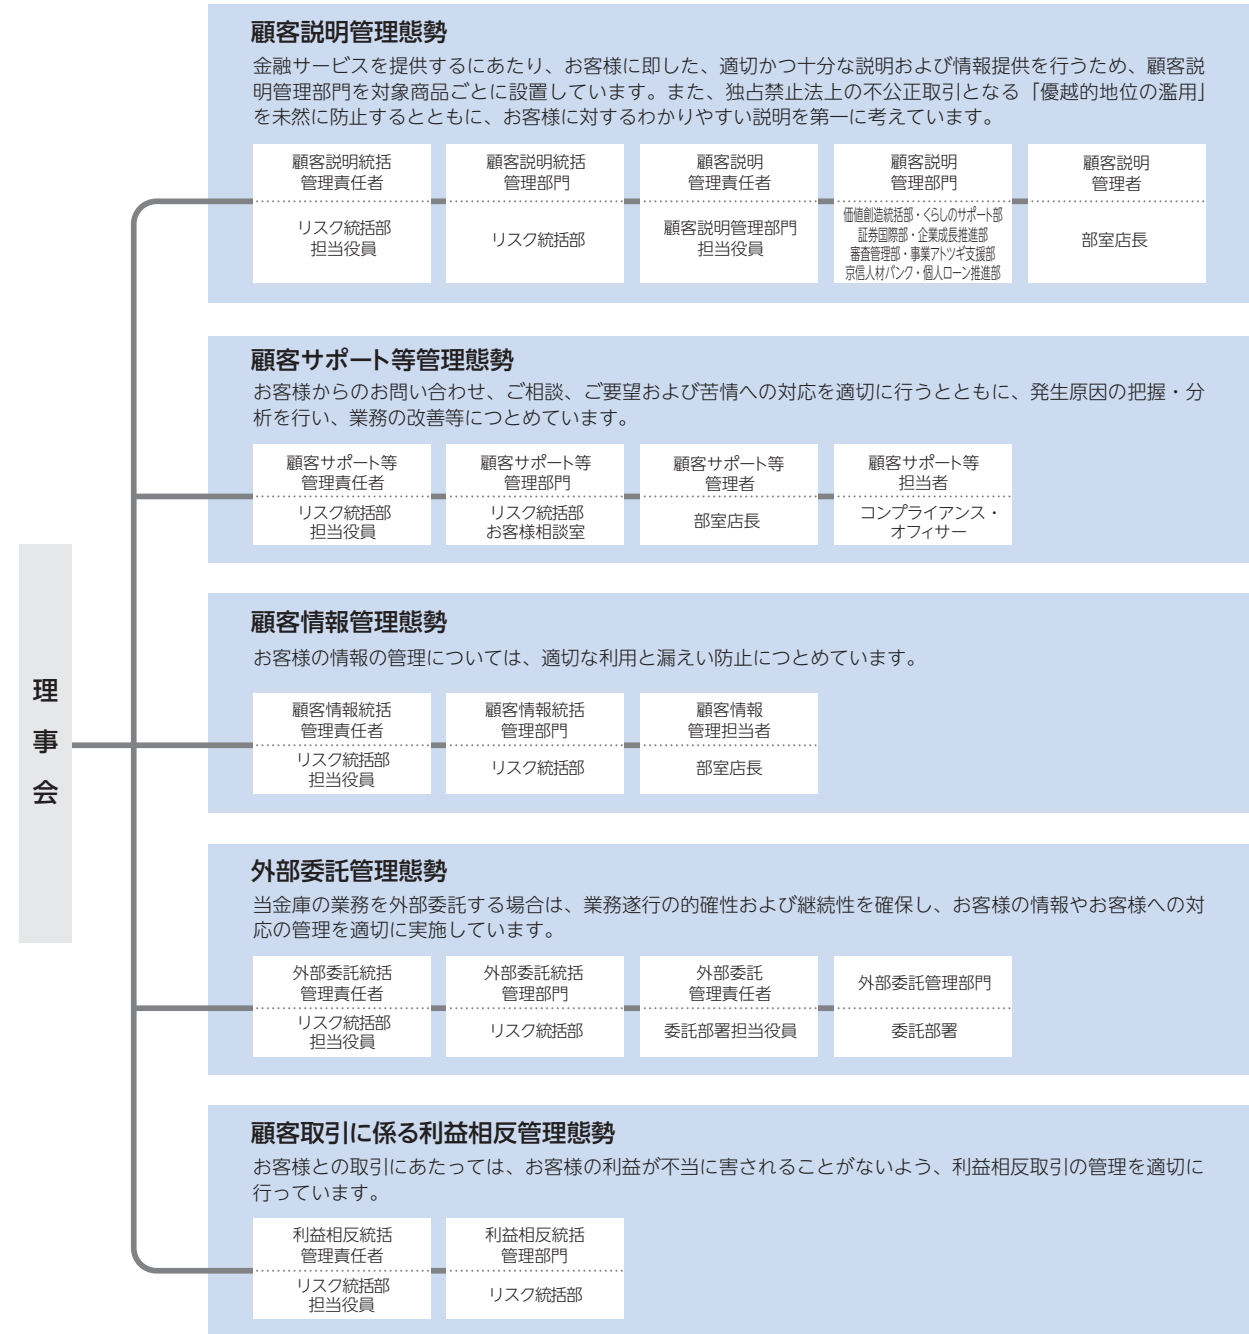 顧客説明管理態勢
金融サービスを提供するにあたり、お客様に即した、適切かつ十分な説明および情報提供を行うため、顧客説
明管理部門を対象商品ごとに設置しています。また、独占禁止法上の不公正取引となる「優越的地位の濫用」
を未然に防止するとともに、お客様に対するわかりやすい説明を第一に考えています。
顧客説明統括
管理責任者
リスク統括部
担当役員
顧客説明統括
管理部門
リスク統括部
顧客説明
管理責任者
顧客説明管理部門
担当役員
顧客説明
管理部門
価値創造統括部・くらしのサポート部
証券国際部・企業成長推進部
審査管理部・事業アトツギ支援部
京信人材バンク・個人ローン推進部
顧客説明
管理者
部室店長
顧客サポート等管理態勢
お客様からのお問い合わせ、ご相談、ご要望および苦情への対応を適切に行うとともに、発生原因の把握・分
析を行い、業務の改善等につとめています。
顧客サポート等
管理責任者
リスク統括部
担当役員
顧客サポート等
管理部門
リスク統括部
お客様相談室
顧客サポート等
管理者
部室店長
顧客サポート等
担当者
コンプライアンス・
オフィサー
理事会
顧客情報管理態勢
お客様の情報の管理については、適切な利用と漏えい防止につとめています。
顧客情報統括
管理責任者
リスク統括部
担当役員
顧客情報統括
管理部門
リスク統括部
顧客情報
管理担当者
部室店長
外部委託管理態勢
当金庫の業務を外部委託する場合は、業務遂行の的確性および継続性を確保し、お客様の情報やお客様への対
応の管理を適切に実施しています。
外部委託統括
管理責任者
リスク統括部
担当役員
外部委託統括
管理部門
リスク統括部
外部委託
管理責任者
委託部署担当役員
外部委託管理部門
委託部署
顧客取引に係る利益相反管理態勢
お客様との取引にあたっては、お客様の利益が不当に害されることがないよう、利益相反取引の管理を適切に
行っています。
利益相反統括
管理責任者
リスク統括部
担当役員
利益相反統括
管理部門
リスク統括部